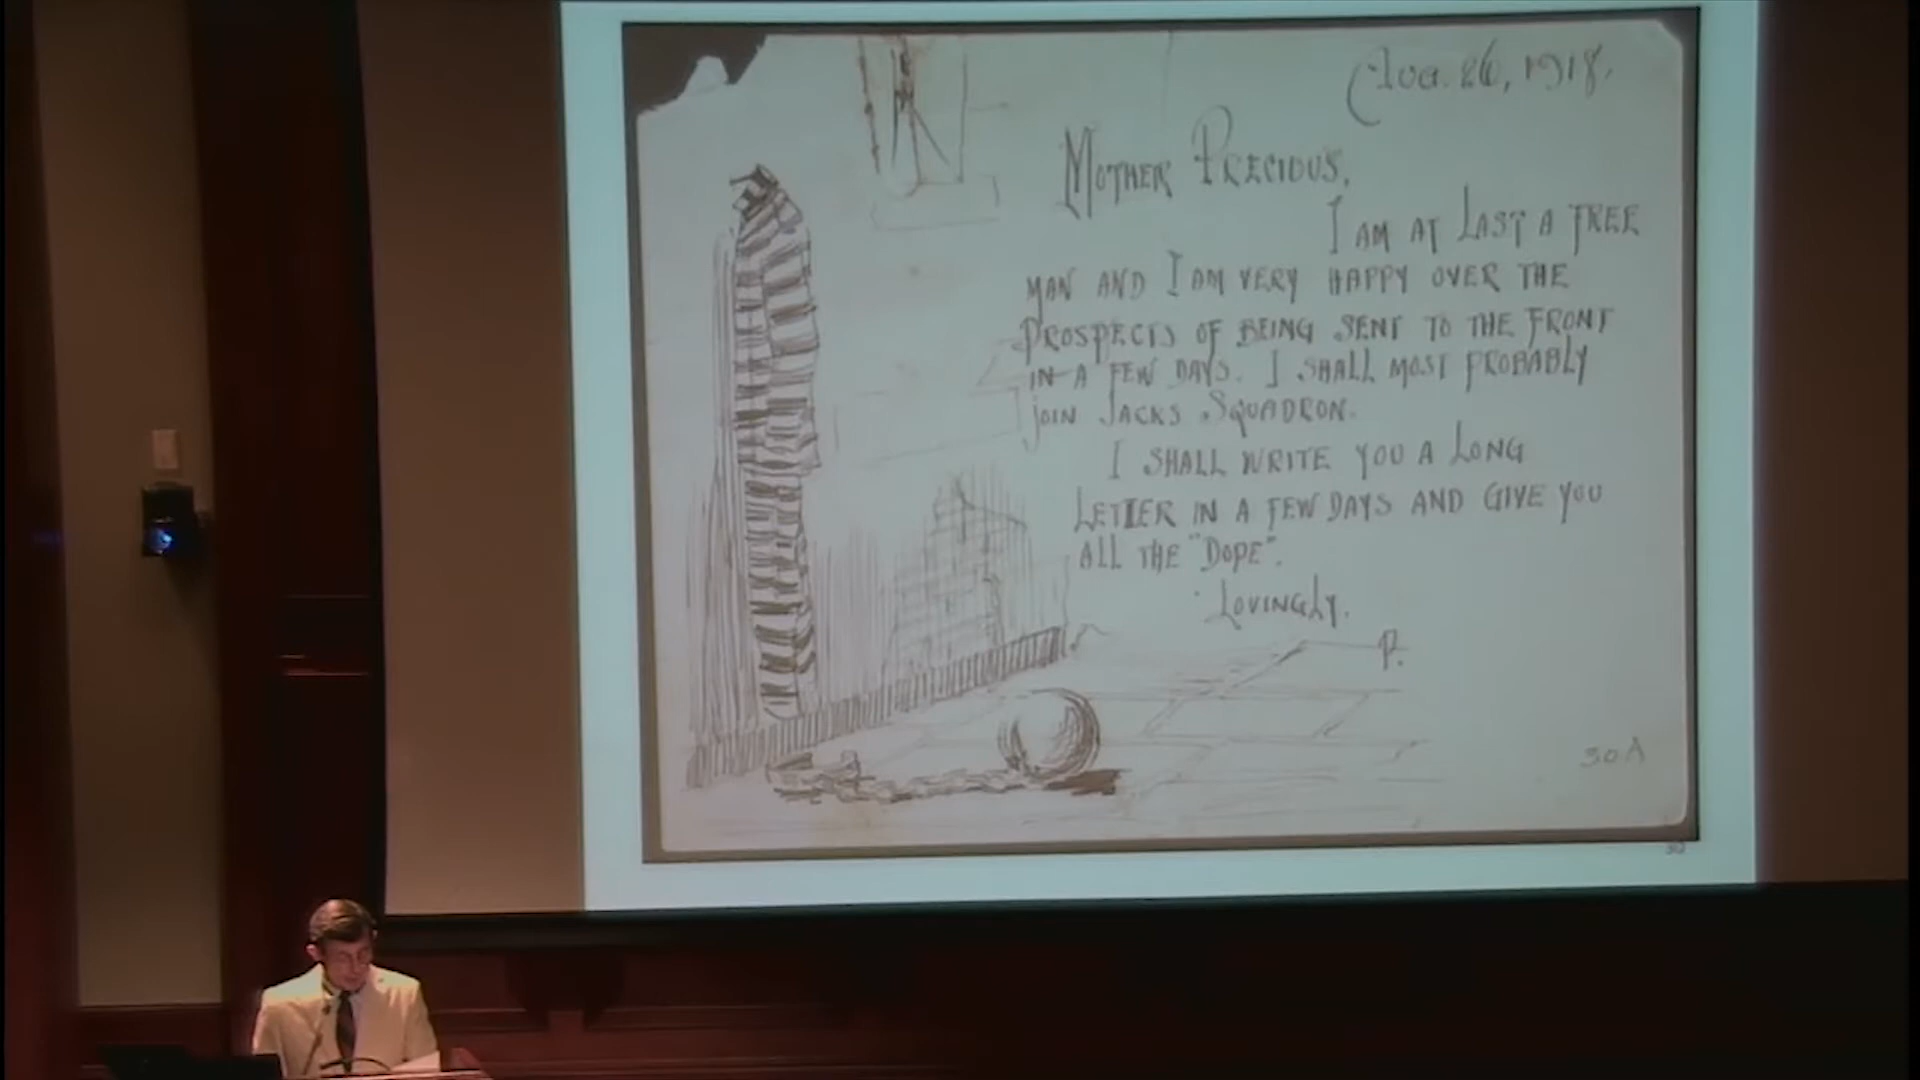 Aug. 26, 1918.
Mother Precious,
I am at last a free
man and I am very happy over the
prospects of being sent to the front
in a few days. I shall most probably
join Jacks Squadron.
I shall write you a long
letter in a few days and give you
all the "Dope".
Lovingly.
P.
50A